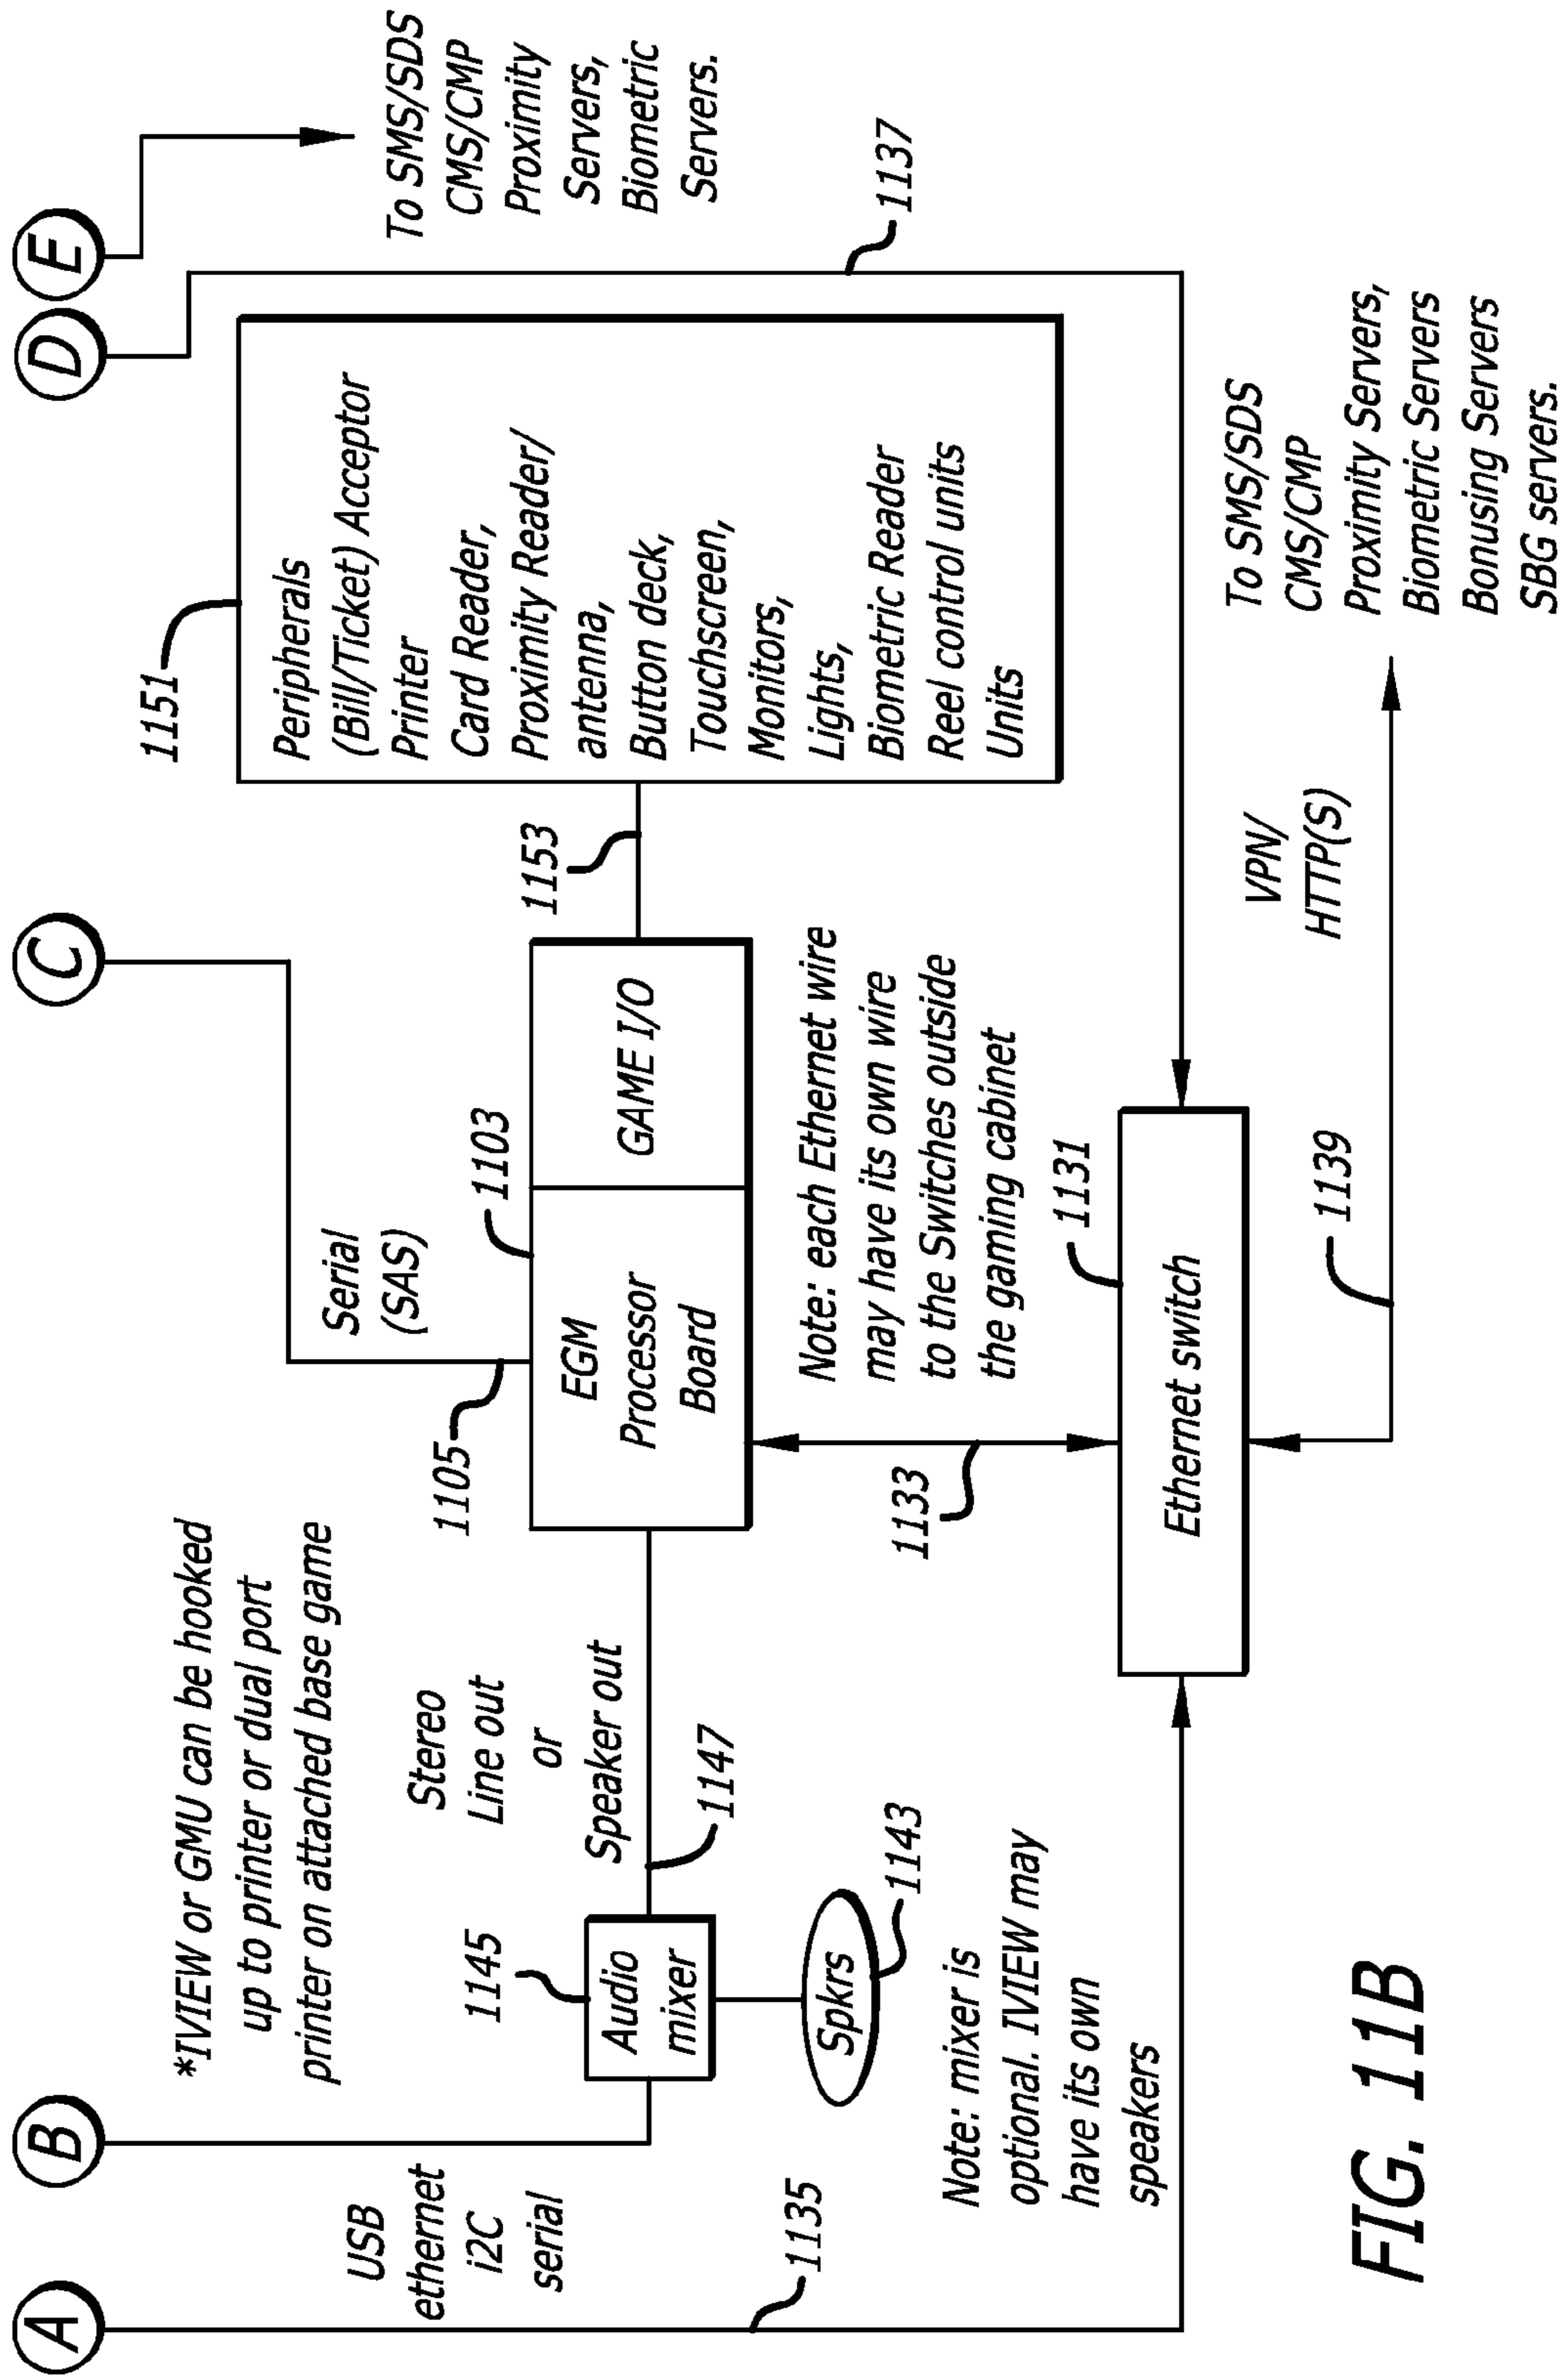 A
B
C
D
E
To SMS/SDS
CMS/CMP
Proximity
Servers,
Biometric
Servers.
USB
ethernet
i2C
serial
*IVIEW or GMU can be hooked
up to printer or dual port
printer on attached base game
Serial
(SAS)
1105
1103
1151
Peripherals
(Bill/Ticket) Acceptor
Printer
Card Reader,
Proximity Reader/
antenna,
Button deck,
Touchscreen,
Monitors,
Lights,
Biometric Reader
Reel control units
Units
1137
1153
Stereo
Line out
or
Speaker out
1147
1145
Audio
mixer
EGM
Processor
Board
GAME I/O
Spkrs
1143
1135
Note: mixer is
optional. IVIEW may
have its own
speakers
1133
Note: each Ethernet wire
may have its own wire
to the Switches outside
the gaming cabinet
1131
Ethernet switch
1139
VPN/
HTTP(S)
To SMS/SDS
CMS/CMP
Proximity Servers,
Biometric Servers
Bonusing Servers
SBG servers.
FIG. 11B